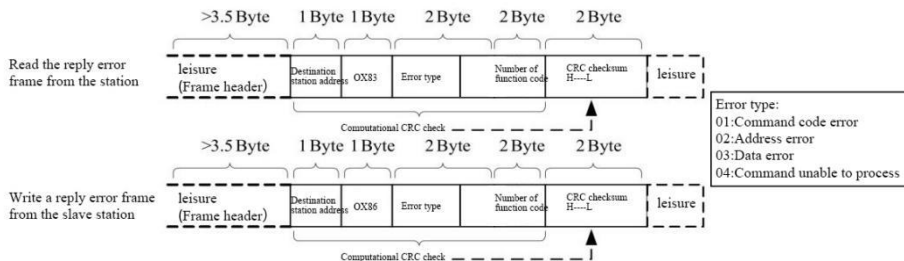 >3.5 Byte 1 Byte 1 Byte 2 Byte 2 Byte 2 Byte
Read the reply error
frame from the station
leisure
(Frame header)
Destination
station address
OX83
Error type
Number of
function code
CRC checksum
H----L
leisure
Computational CRC check
Error type:
01:Command code error
02:Address error
03:Data error
04:Command unable to process
>3.5 Byte 1 Byte 1 Byte 2 Byte 2 Byte 2 Byte
Write a reply error frame
from the slave station
leisure
(Frame header)
Destination
station address
OX86
Error type
Number of
function code
CRC checksum
H----L
leisure
Computational CRC check